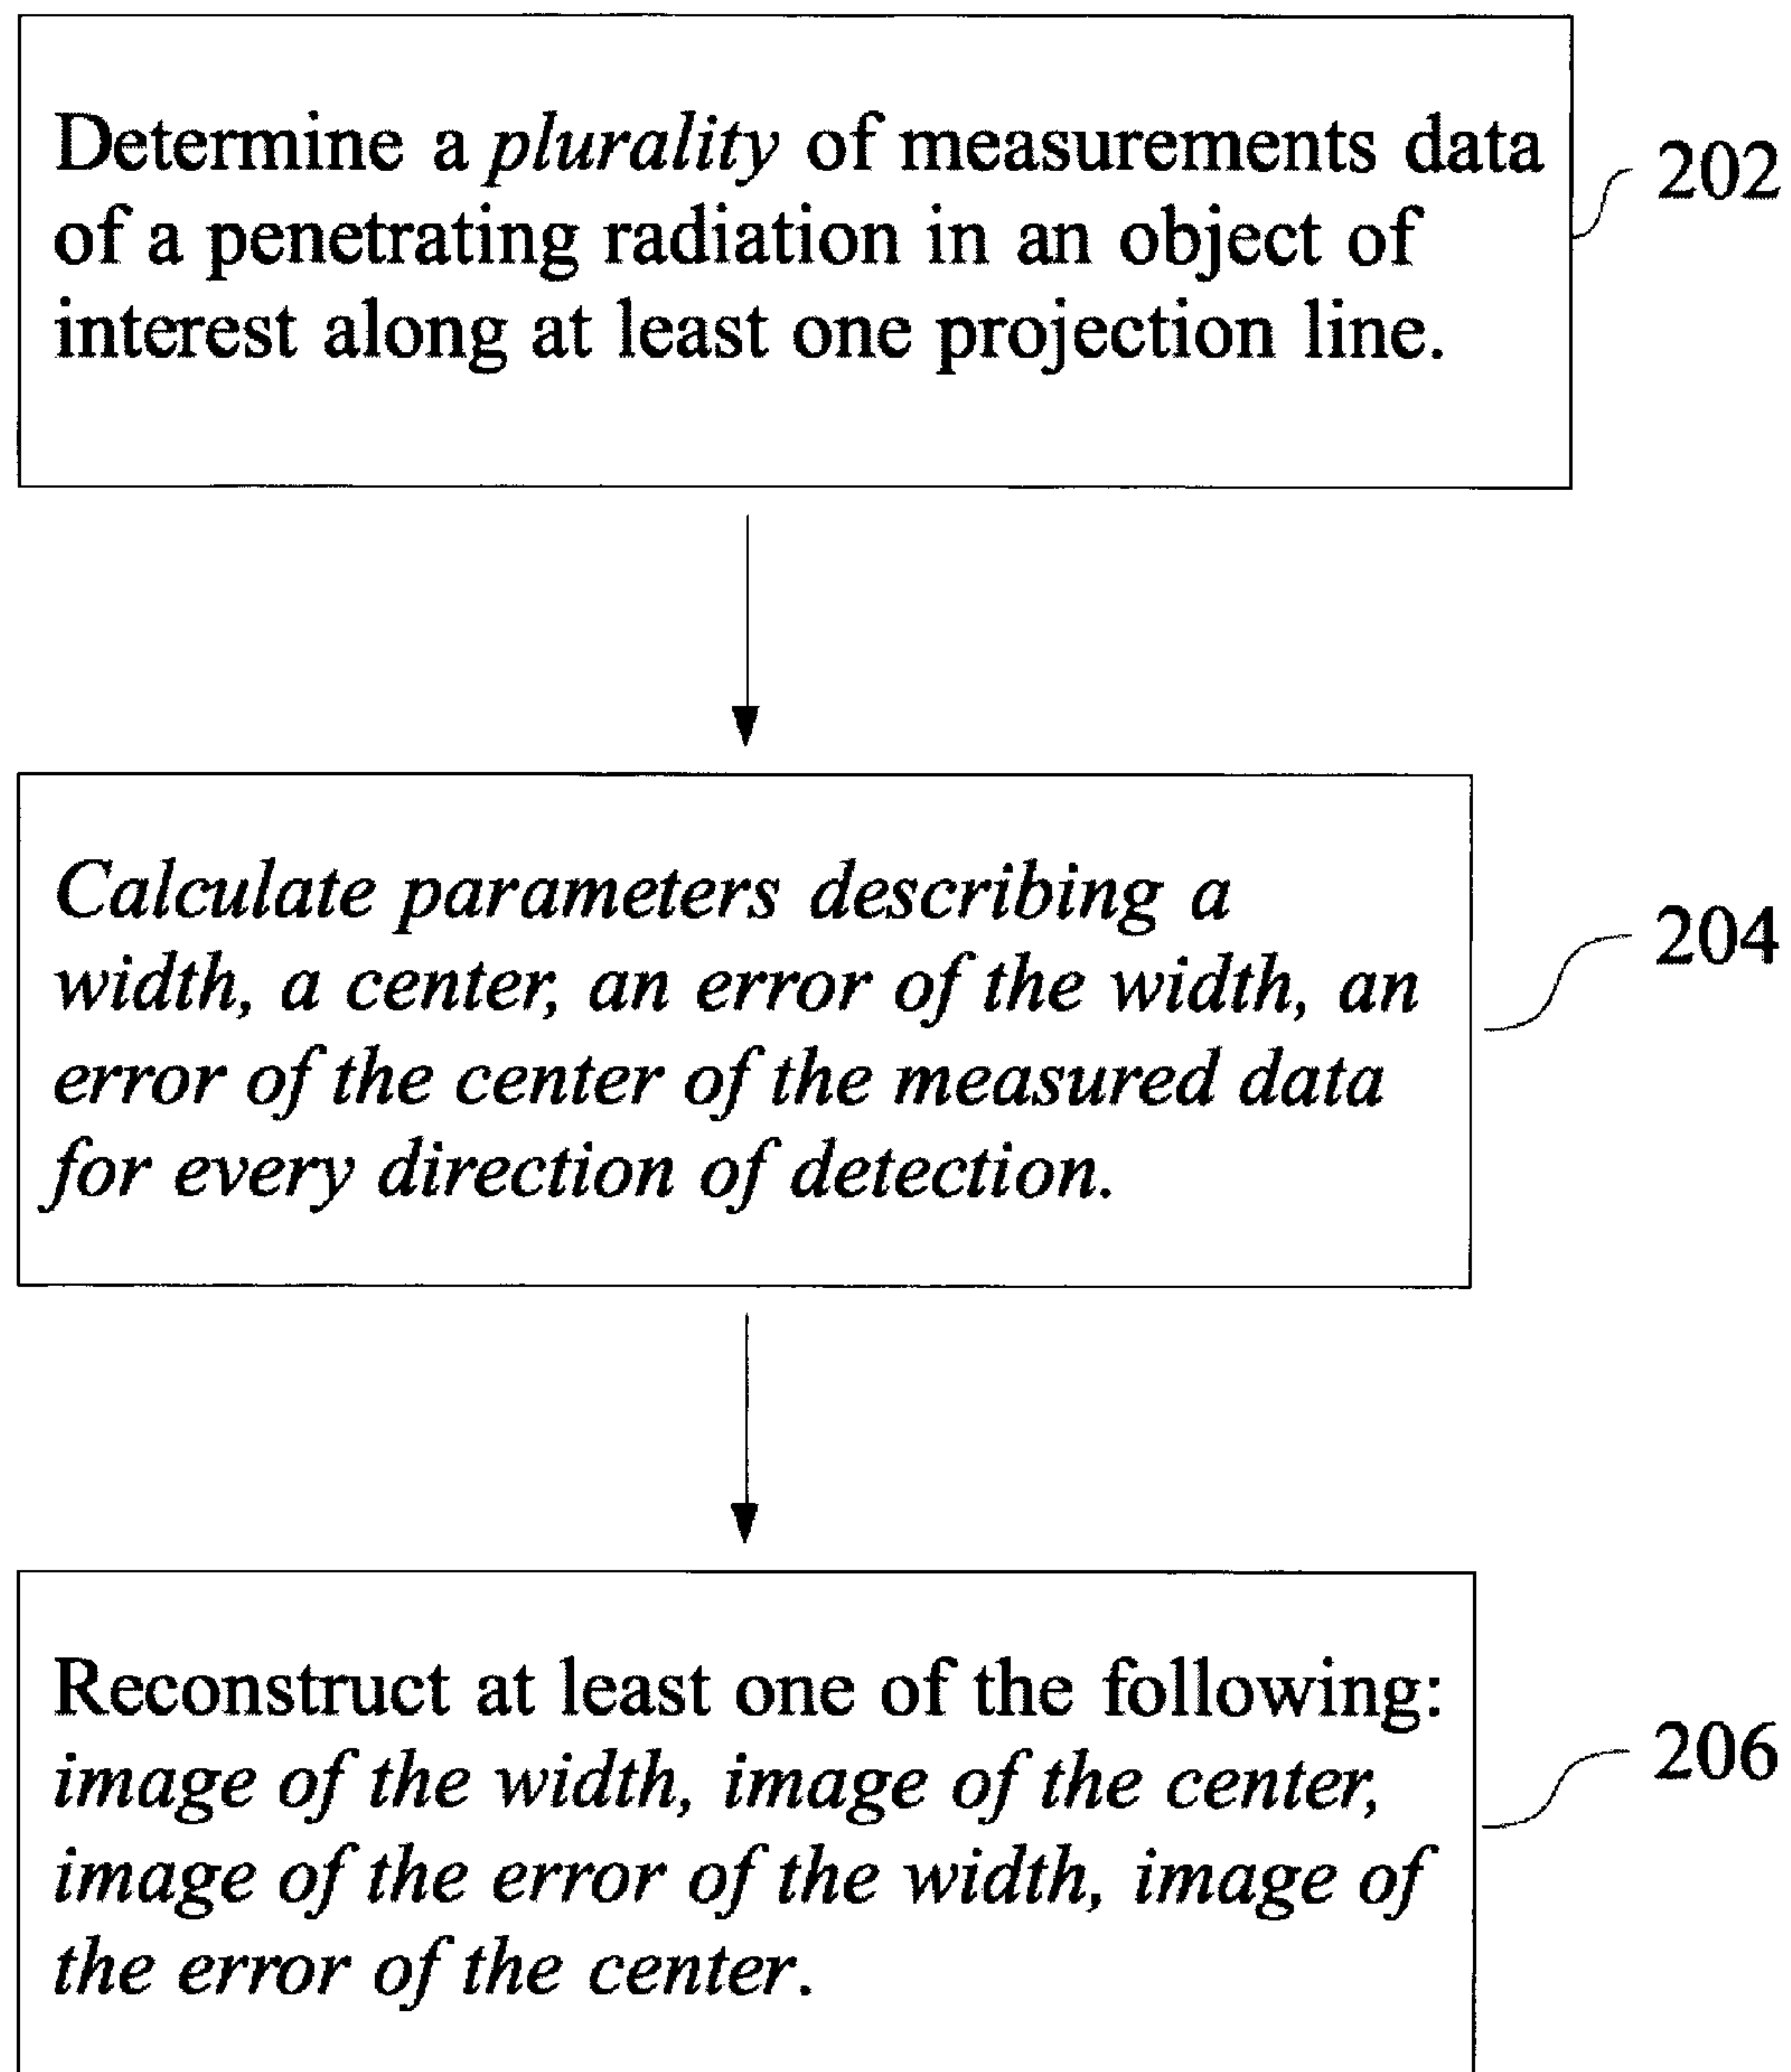 Determine a plurality of measurements data
of a penetrating radiation in an object of
interest along at least one projection line.
202
Calculate parameters describing a
width, a center, an error of the width, an
error of the center of the measured data
for every direction of detection.
204
Reconstruct at least one of the following:
image of the width, image of the center,
image of the error of the width, image of
the error of the center.
206